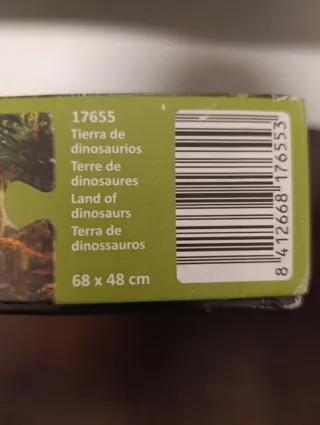 17655
Tierra de
dinosaurios
Terre de
dinosaures
Land of
dinosaurs
Terra de
dinossauros
68 x 48 cm
8 412668 176553